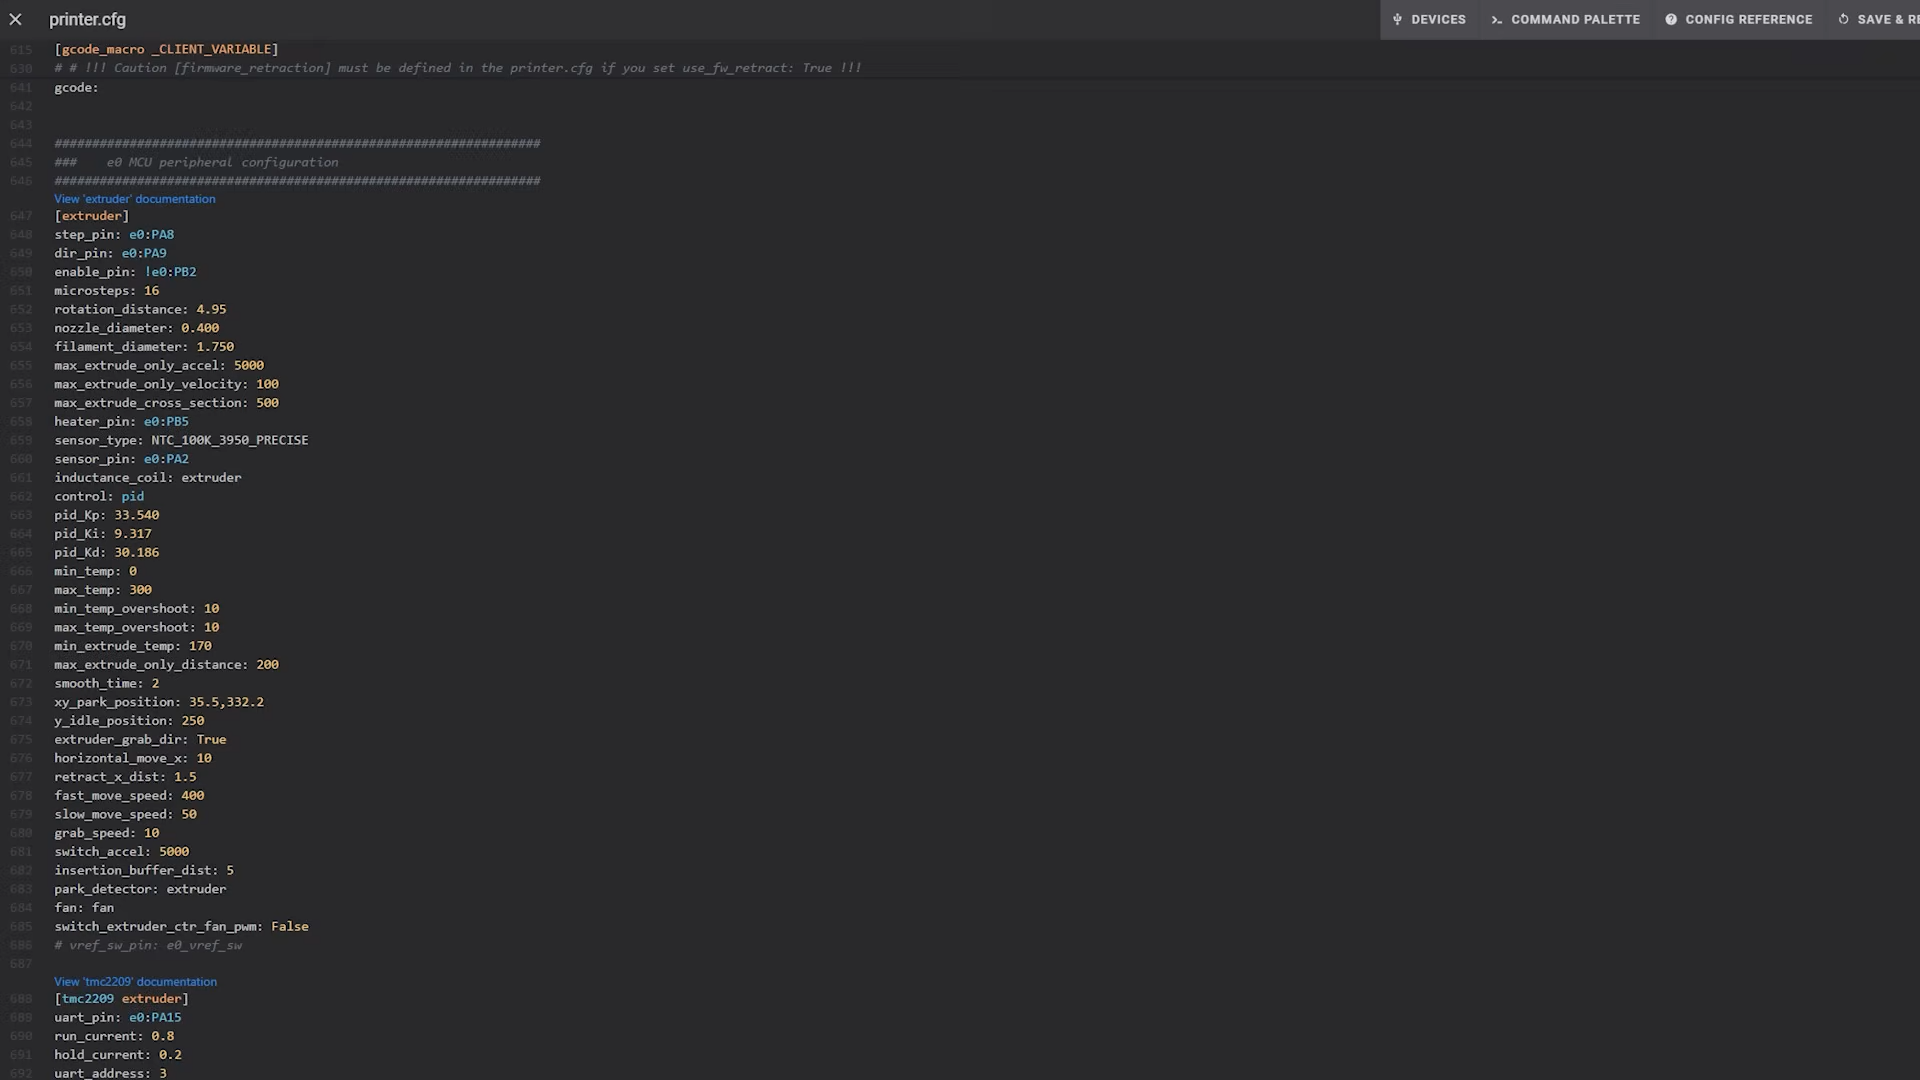 printer.cfg
DEVICES
COMMAND PALETTE
CONFIG REFERENCE
SAVE & RE
615 [gcode_macro _CLIENT_VARIABLE]
630 # # !!! Caution [firmware_retraction] must be defined in the printer.cfg if you set use_fw_retract: True !!!
641 gcode:
642
643
644 #################################################################
645 ###    e0 MCU peripheral configuration
646 #################################################################
View 'extruder' documentation
647 [extruder]
648 step_pin: e0:PA8
649 dir_pin: e0:PA9
650 enable_pin: !e0:PB2
651 microsteps: 16
652 rotation_distance: 4.95
653 nozzle_diameter: 0.400
654 filament_diameter: 1.750
655 max_extrude_only_accel: 5000
656 max_extrude_only_velocity: 100
657 max_extrude_cross_section: 500
658 heater_pin: e0:PB5
659 sensor_type: NTC_100K_3950_PRECISE
660 sensor_pin: e0:PA2
661 inductance_coil: extruder
662 control: pid
663 pid_Kp: 33.540
664 pid_Ki: 9.317
665 pid_Kd: 30.186
666 min_temp: 0
667 max_temp: 300
668 min_temp_overshoot: 10
669 max_temp_overshoot: 10
670 min_extrude_temp: 170
671 max_extrude_only_distance: 200
672 smooth_time: 2
673 xy_park_position: 35.5,332.2
674 y_idle_position: 250
675 extruder_grab_dir: True
676 horizontal_move_x: 10
677 retract_x_dist: 1.5
678 fast_move_speed: 400
679 slow_move_speed: 50
680 grab_speed: 10
681 switch_accel: 5000
682 insertion_buffer_dist: 5
683 park_detector: extruder
684 fan: fan
685 switch_extruder_ctr_fan_pwm: False
686 # vref_sw_pin: e0_vref_sw
687
View 'tmc2209' documentation
688 [tmc2209 extruder]
689 uart_pin: e0:PA15
690 run_current: 0.8
691 hold_current: 0.2
692 uart_address: 3